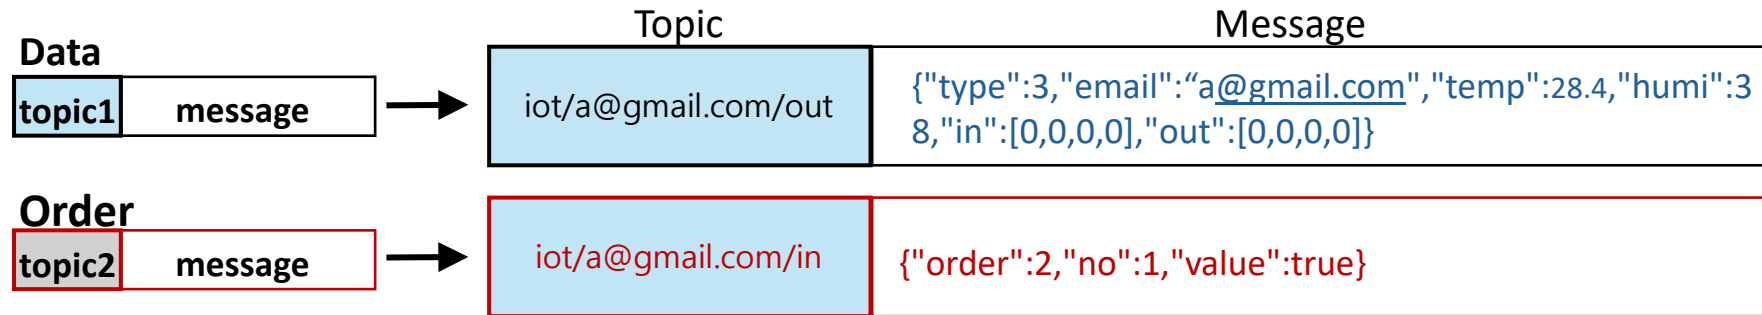 Topic Message
Data
topic1 message iot/a@gmail.com/out {"type":3,"email":“a@gmail.com","temp":28.4,"humi":3
8,"in":[0,0,0,0],"out":[0,0,0,0]}
Order
topic2 message iot/a@gmail.com/in {"order":2,"no":1,"value":true}